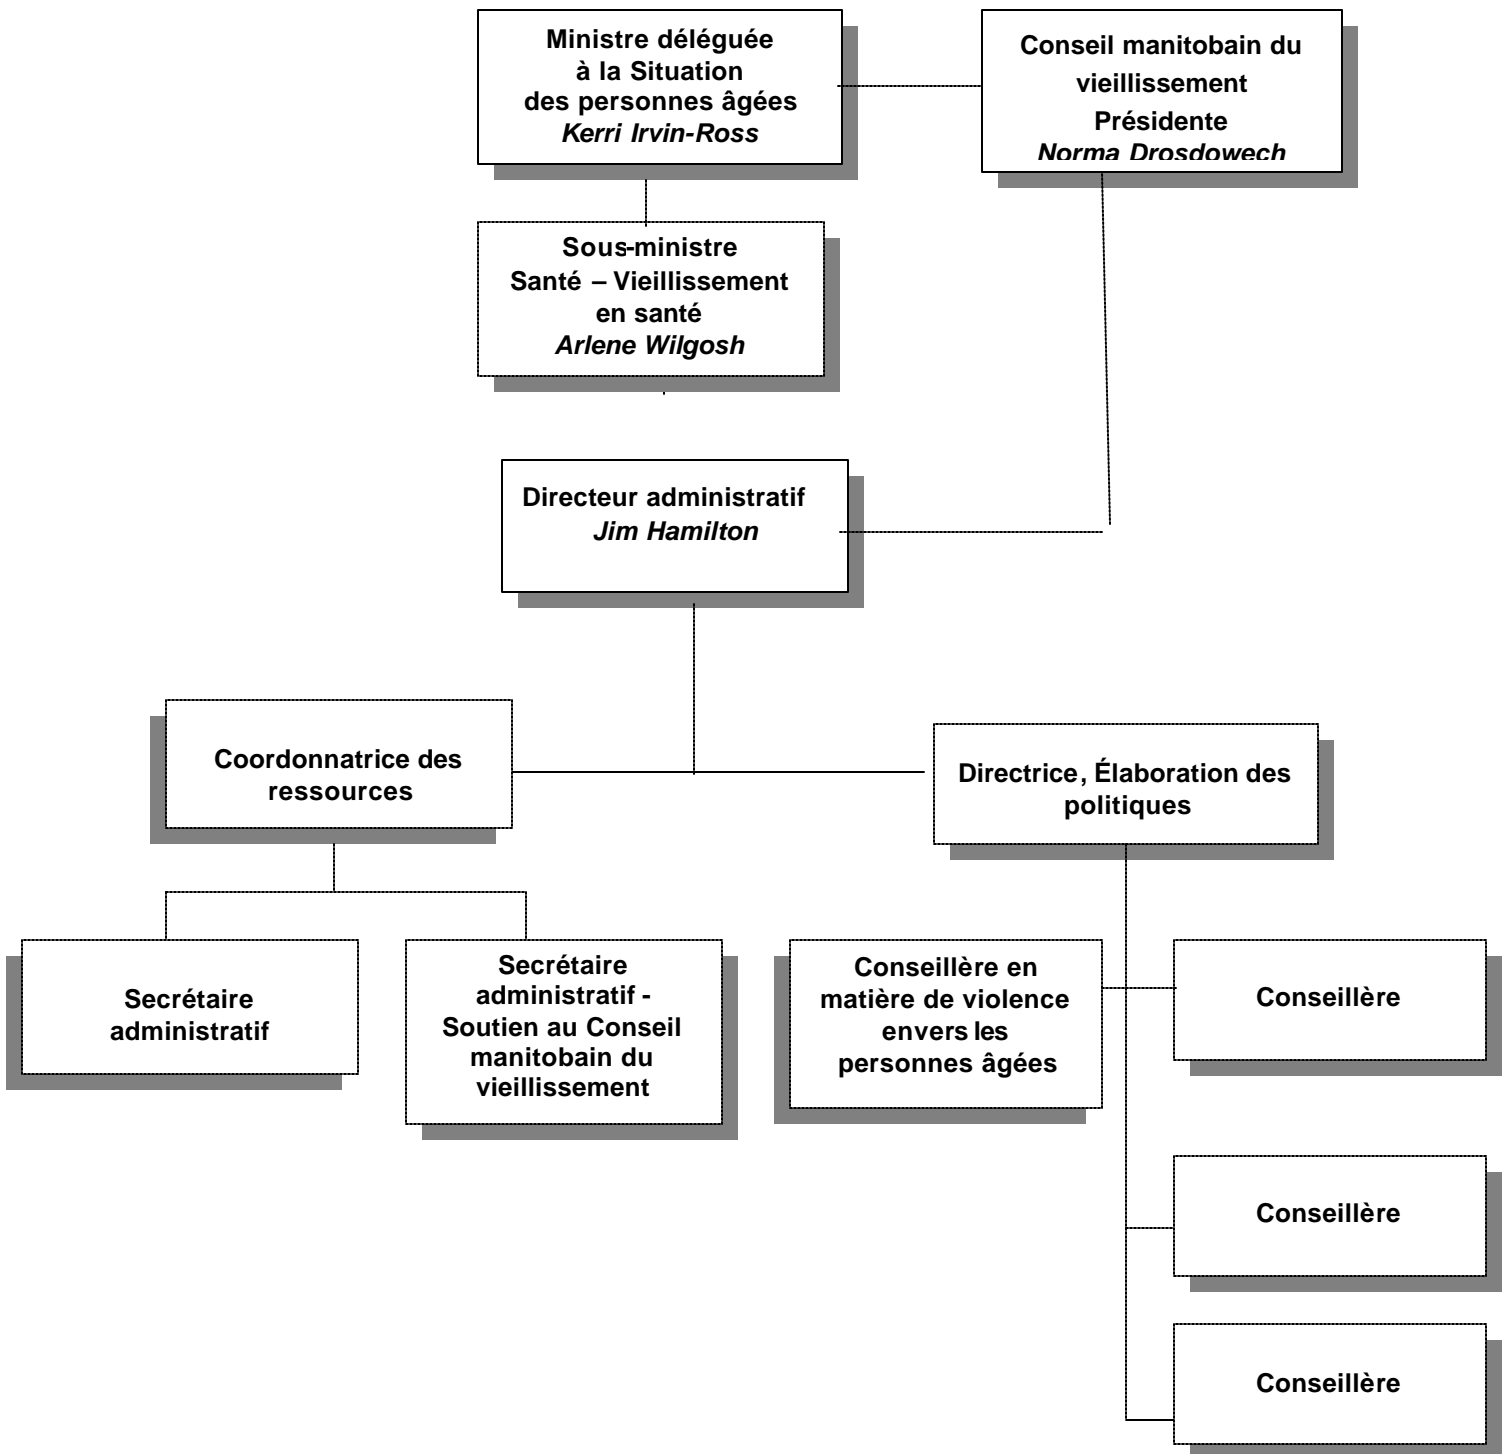 Ministre déléguée
à la Situation
des personnes âgées
Kerri Irvin-Ross
Conseil manitobain du
vieillissement
Présidente
Norma Drosdowech
Sous-ministre
Santé – Vieillissement
en santé
Arlene Wilgosh
Directeur administratif
Jim Hamilton
Coordonnatrice des
ressources
Directrice, Élaboration des
politiques
Secrétaire
administratif
Secrétaire
administratif -
Soutien au Conseil
manitobain du
vieillissement
Conseillère en
matière de violence
envers les
personnes âgées
Conseillère
Conseillère
Conseillère